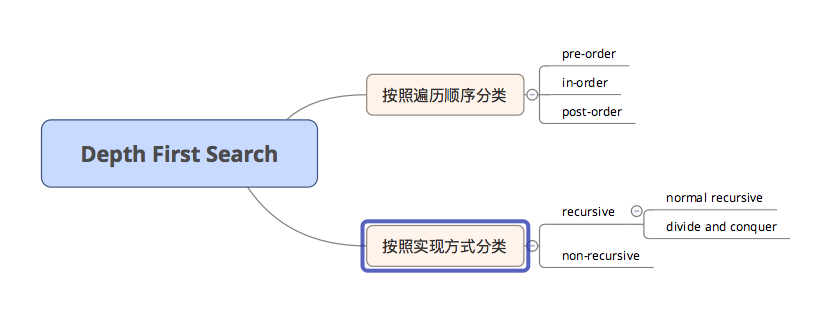 Depth First Search
按照遍历顺序分类
pre-order
in-order
post-order
按照实现方式分类
recursive
normal recursive
divide and conquer
non-recursive